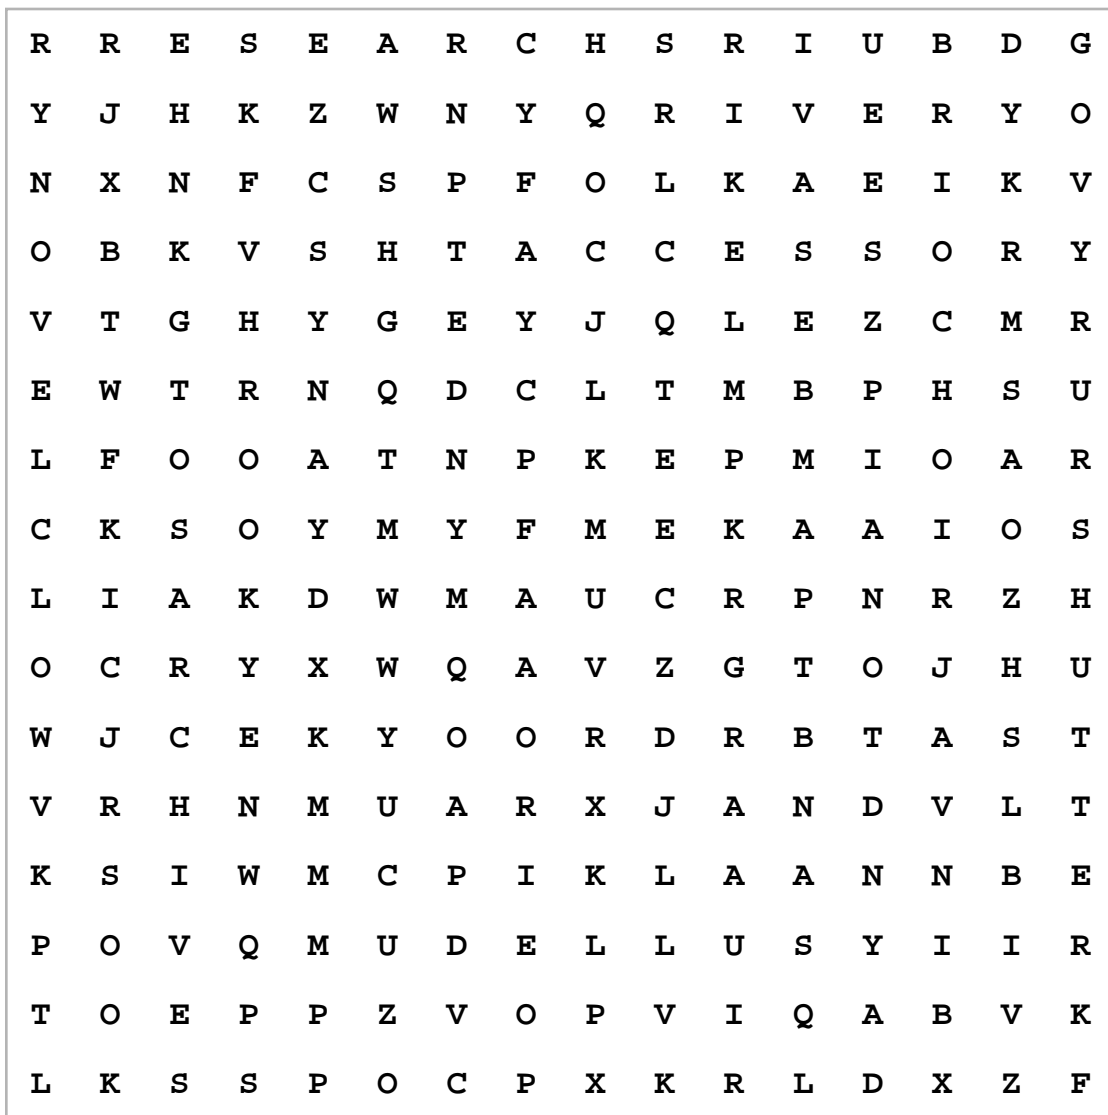 R R E S E A R C H S R I U B D G
Y J H K Z W N Y Q R I V E R Y O
N X N F C S P F O L K A E I K V
O B K V S H T A C C E S S O R Y
V T G H Y G E Y J Q L E Z C M R
E W T R N Q D C L T M B P H S U
L F O O A T N P K E P M I O A R
C K S O Y M Y F M E K A A I O S
L I A K D W M A U C R P N R Z H
O C R Y X W Q A V Z G T O J H U
W J C E K Y O O R D R B T A S T
V R H N M U A R X J A N D V L T
K S I W M C P I K L A A N N B E
P O V Q M U D E L L U S Y I I R
T O E P P Z V O P V I Q A B V K
L K S S P O C P X K R L D X Z F